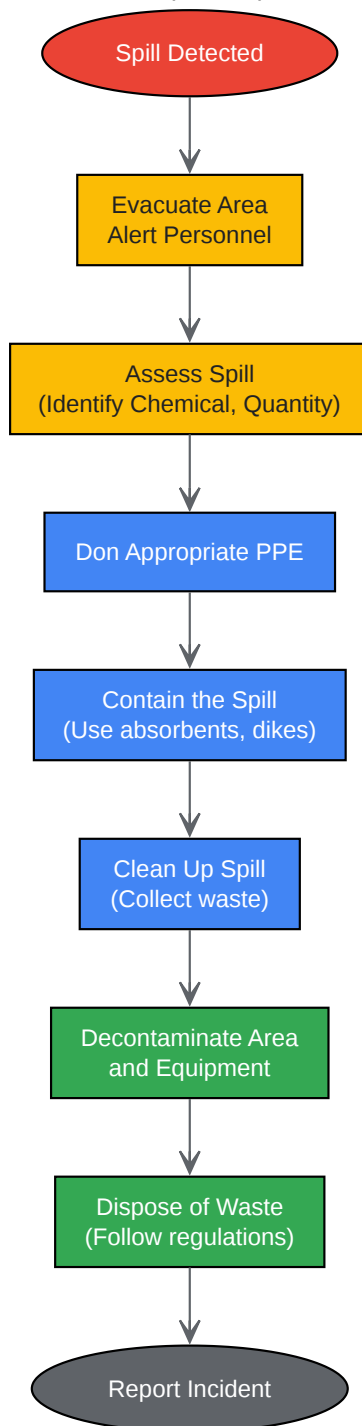 Spill Detected
Evacuate Area
Alert Personnel
Assess Spill
(Identify Chemical, Quantity)
Don Appropriate PPE
Contain the Spill
(Use absorbents, dikes)
Clean Up Spill
(Collect waste)
Decontaminate Area
and Equipment
Dispose of Waste
(Follow regulations)
Report Incident